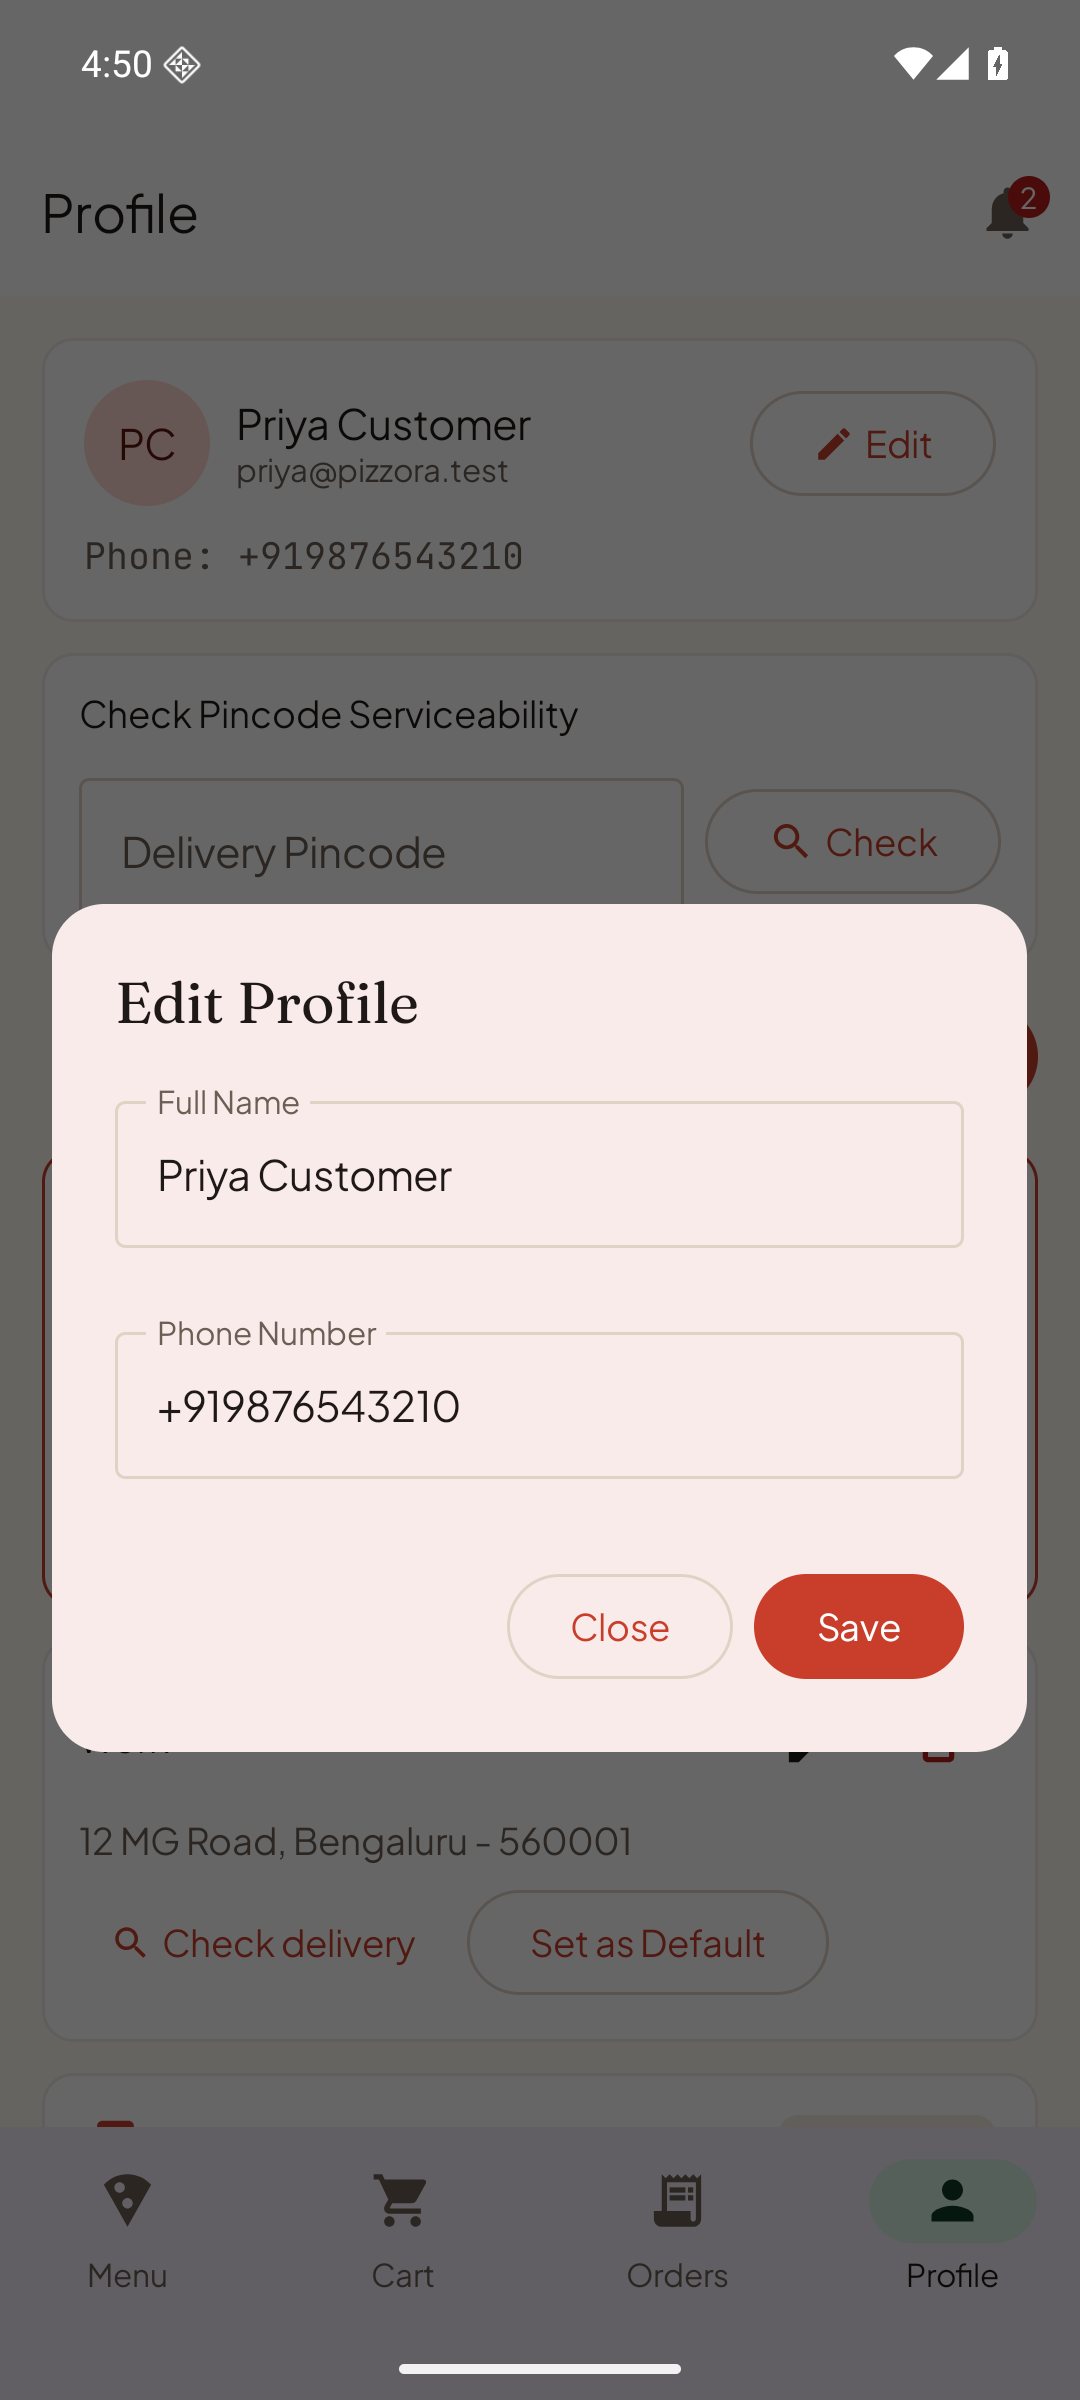 4:50
Profile
2
PC
Priya Customer
priya@pizzora.test
Edit
Phone: +919876543210
Check Pincode Serviceability
Delivery Pincode
Check
Edit Profile
Full Name
Priya Customer
Phone Number
+919876543210
Close
Save
12 MG Road, Bengaluru - 560001
Check delivery
Set as Default
Menu
Cart
Orders
Profile